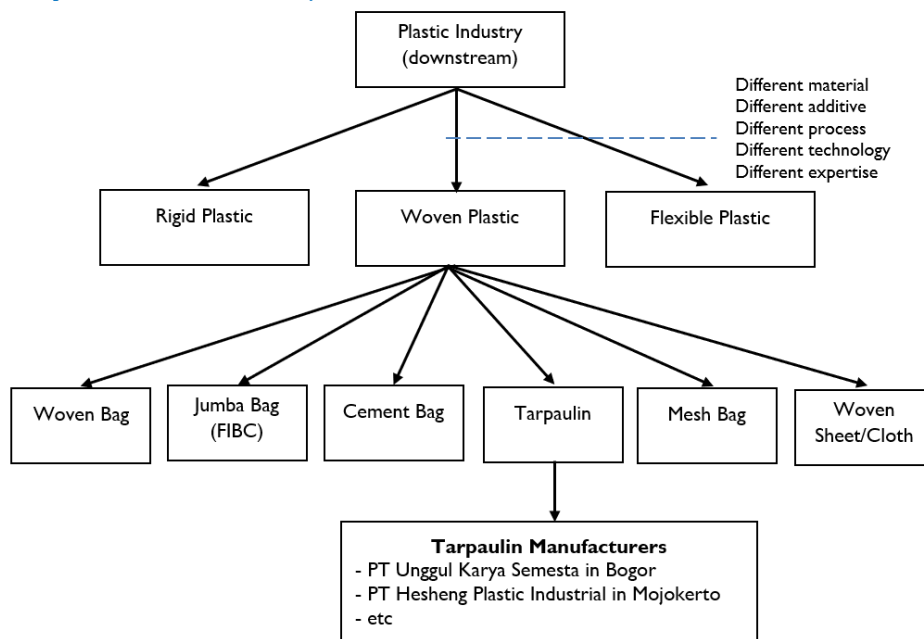 Plastic Industry
(downstream)
Different material
Different additive
Different process
Different technology
Different expertise
Rigid Plastic
Woven Plastic
Flexible Plastic
Woven Bag
Jumba Bag
(FIBC)
Cement Bag
Tarpaulin
Mesh Bag
Woven
Sheet/Cloth
Tarpaulin Manufacturers
- PT Unggul Karya Semesta in Bogor
- PT Hesheng Plastic Industrial in Mojokerto
- etc